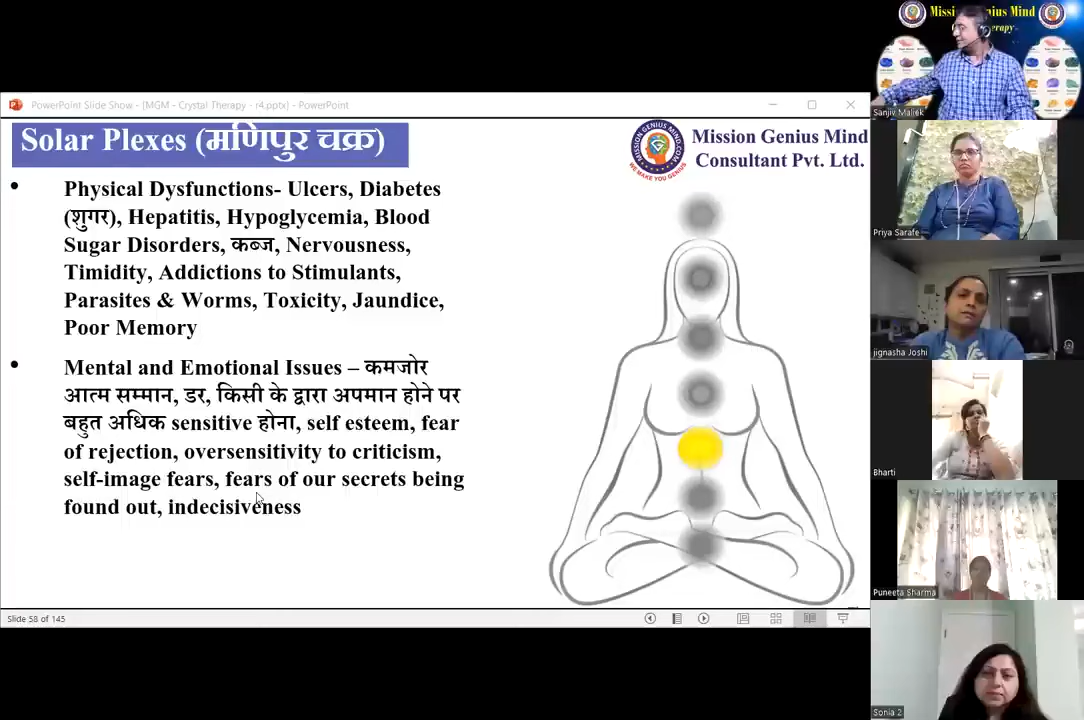 PowerPoint Slide Show - [MGM - Crystal Therapy - r4.pptx] - PowerPoint
Solar Plexes (मणिपुर चक्र)
Mission Genius Mind
Consultant Pvt. Ltd.
• Physical Dysfunctions- Ulcers, Diabetes
(शुगर), Hepatitis, Hypoglycemia, Blood
Sugar Disorders, कब्ज, Nervousness,
Timidity, Addictions to Stimulants,
Parasites & Worms, Toxicity, Jaundice,
Poor Memory
• Mental and Emotional Issues – कमजोर
आत्म सम्मान, डर, किसी के द्वारा अपमान होने पर
बहुत अधिक sensitive होना, self esteem, fear
of rejection, oversensitivity to criticism,
self-image fears, fears of our secrets being
found out, indecisiveness
Slide 58 of 145
Sanjiv Malick
Priya Sarafe
jignasha Joshi
Bharti
Puneeta Sharma
Sonia 2